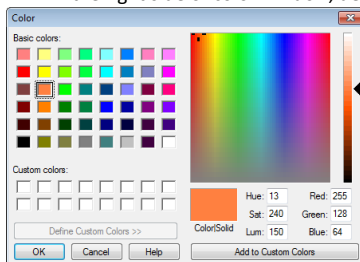 Color
Basic colors:
Custom colors:
Define Custom Colors >>
OK Cancel Help
Color|Solid
Hue: 13 Red: 255
Sat: 240 Green: 128
Lum: 150 Blue: 64
Add to Custom Colors